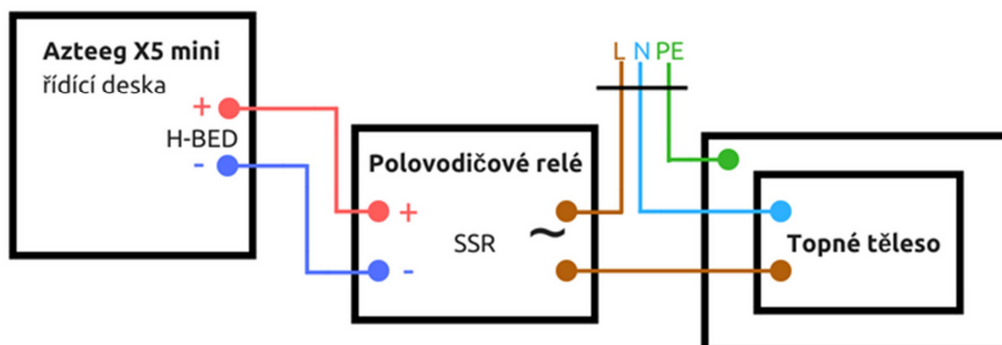 Azteeg X5 mini
řídící deska
+
H-BED
-
L N PE
Polovodičové relé
+
SSR ~
-
Topné těleso